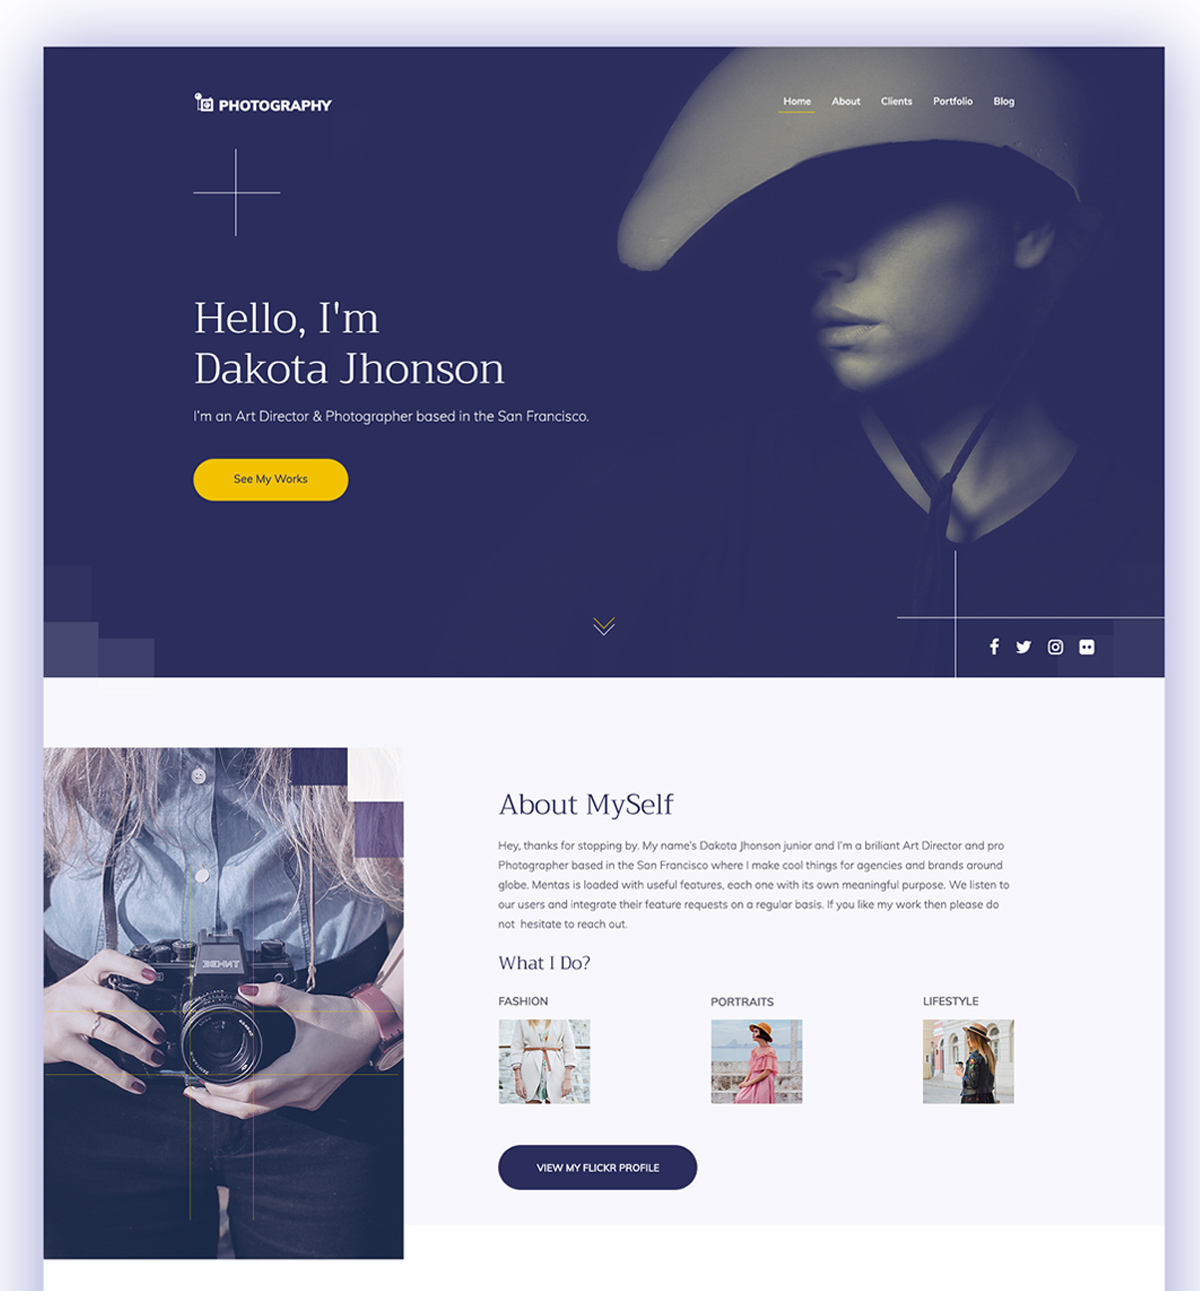 PHOTOGRAPHY
Home About Clients Portfolio Blog
Hello, I'm
Dakota Jhonson
I'm an Art Director & Photographer based in the San Francisco.
See My Works
About MySelf
Hey, thanks for stopping by. My name's Dakota Jhonson junior and I'm a briliant Art Director and pro
Photographer based in the San Francisco where I make cool things for agencies and brands around
globe. Mentas is loaded with useful features, each one with its own meaningful purpose. We listen to
our users and integrate their feature requests on a regular basis. If you like my work then please do
not hesitate to reach out.
ЗЕНИТ
What I Do?
FASHION PORTRAITS LIFESTYLE
VIEW MY FLICKR PROFILE